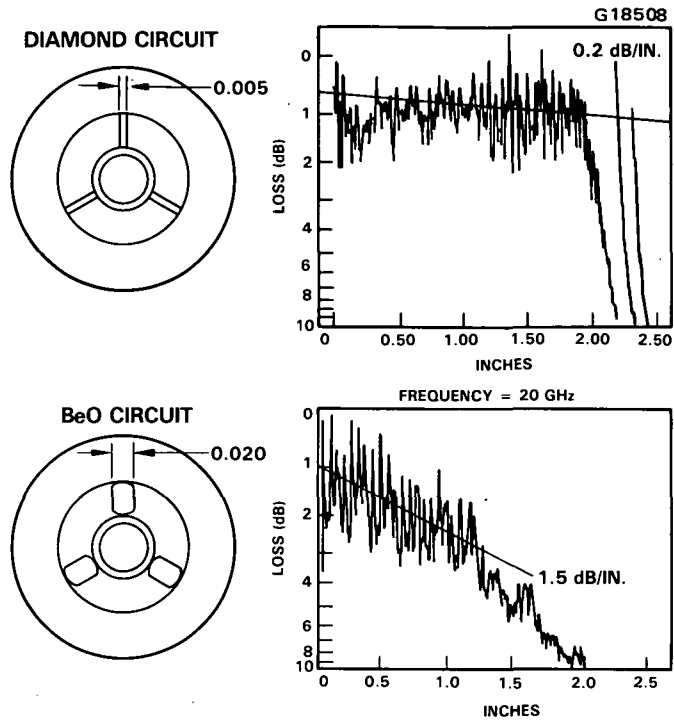 G18508
DIAMOND CIRCUIT
0.005
0.2 dB/IN.
LOSS (dB)
0
1
2
4
6
8
10
0 0.50 1.00 1.50 2.00 2.50
INCHES
FREQUENCY = 20 GHz
BeO CIRCUIT
0.020
1.5 dB/IN.
LOSS (dB)
0
1
2
4
6
8
10
0 0.5 1.0 1.5 2.0 2.5
INCHES